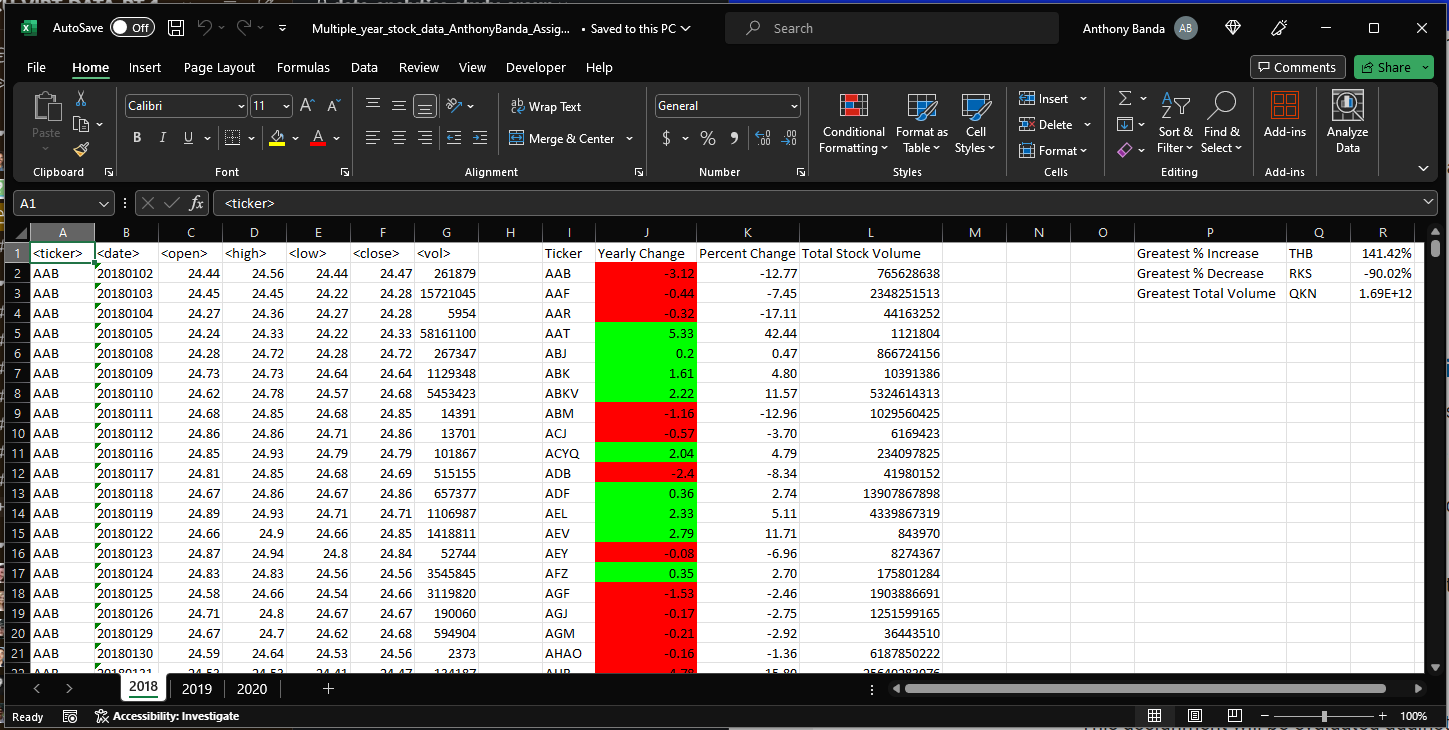 AutoSave Off Multiple_year_stock_data_AnthonyBanda_Assig... • Saved to this PC Search Anthony Banda AB
File Home Insert Page Layout Formulas Data Review View Developer Help Comments Share
Paste Calibri 11 B I U A Wrap Text Merge & Center General $ % Conditional Formatting Format as Table Cell Styles Insert Delete Format Sort & Filter Find & Select Add-ins Analyze Data
Clipboard Font Alignment Number Styles Cells Editing Add-ins
A1 fx <ticker>
A B C D E F G H I J K L M N O P Q R
1 <ticker> <date> <open> <high> <low> <close> <vol> Ticker Yearly Change Percent Change Total Stock Volume Greatest % Increase THB 141.42%
2 AAB 20180102 24.44 24.56 24.44 24.47 261879 AAB -3.12 -12.77 765628638 Greatest % Decrease RKS -90.02%
3 AAB 20180103 24.45 24.45 24.22 24.28 15721045 AAF -0.44 -7.45 2348251513 Greatest Total Volume QKN 1.69E+12
4 AAB 20180104 24.27 24.36 24.27 24.28 5954 AAR -0.32 -17.11 44163252
5 AAB 20180105 24.24 24.33 24.22 24.33 58161100 AAT 5.33 42.44 1121804
6 AAB 20180108 24.28 24.72 24.28 24.72 267347 ABJ 0.2 0.47 866724156
7 AAB 20180109 24.73 24.73 24.64 24.64 1129348 ABK 1.61 4.80 10391386
8 AAB 20180110 24.62 24.78 24.57 24.68 5453423 ABKV 2.22 11.57 5324614313
9 AAB 20180111 24.68 24.85 24.68 24.85 14391 ABM -1.16 -12.96 1029560425
10 AAB 20180112 24.86 24.86 24.71 24.86 13701 ACJ -0.57 -3.70 6169423
11 AAB 20180116 24.85 24.93 24.79 24.79 101867 ACYQ 2.04 4.79 234097825
12 AAB 20180117 24.81 24.85 24.68 24.69 515155 ADB -2.4 -8.34 41980152
13 AAB 20180118 24.67 24.86 24.67 24.86 657377 ADF 0.36 2.74 13907867898
14 AAB 20180119 24.89 24.93 24.71 24.71 1106987 AEL 2.33 5.11 4339867319
15 AAB 20180122 24.66 24.9 24.66 24.85 1418811 AEV 2.79 11.71 843970
16 AAB 20180123 24.87 24.94 24.8 24.84 52744 AEY -0.08 -6.96 8274367
17 AAB 20180124 24.83 24.83 24.56 24.56 3545845 AFZ 0.35 2.70 175801284
18 AAB 20180125 24.58 24.66 24.54 24.66 3119820 AGF -1.53 -2.46 1903886691
19 AAB 20180126 24.71 24.8 24.67 24.67 190060 AGJ -0.17 -2.75 1251599165
20 AAB 20180129 24.67 24.7 24.62 24.68 594904 AGM -0.21 -2.92 36443510
21 AAB 20180130 24.59 24.64 24.53 24.56 2373 AHAO -0.16 -1.36 6187850222
2018 2019 2020
Ready Accessibility: Investigate 100%